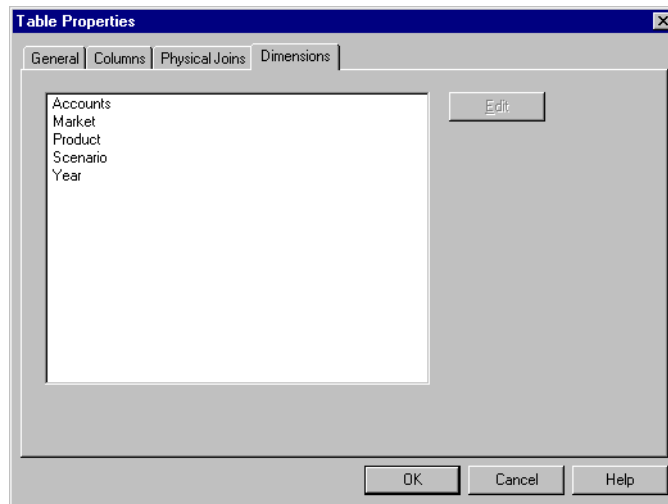 Table Properties
General Columns Physical Joins Dimensions
Accounts
Market
Product
Scenario
Year
Edit
OK Cancel Help